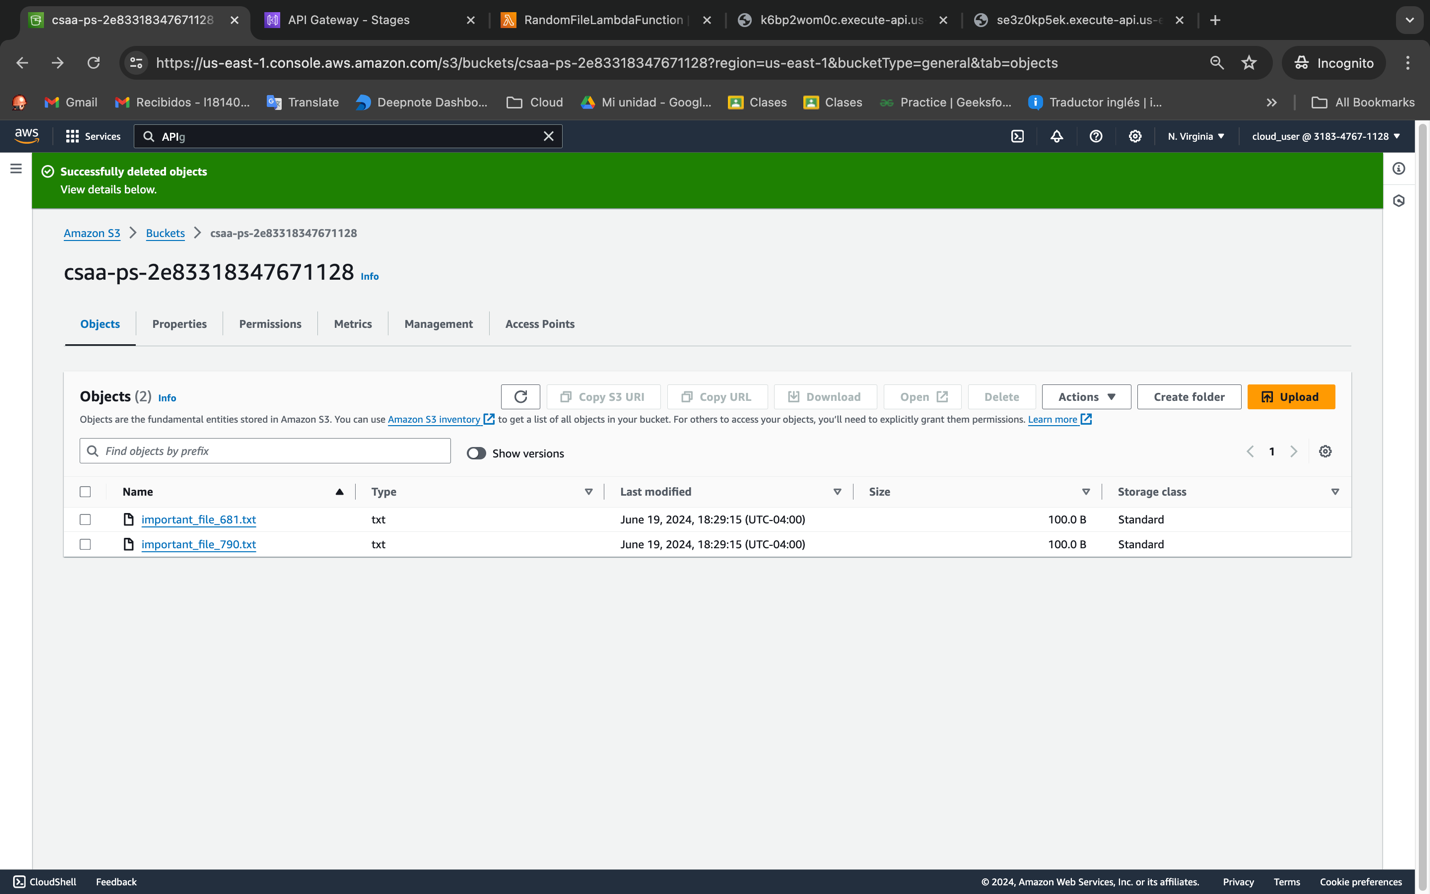 csaa-ps-2e83318347671128
API Gateway - Stages
RandomFileLambdaFunction
k6bp2wom0c.execute-api.us-
se3z0kp5ek.execute-api.us-e
https://us-east-1.console.aws.amazon.com/s3/buckets/csaa-ps-2e83318347671128?region=us-east-1&bucketType=general&tab=objects
Incognito
Gmail
Recibidos - l18140...
Translate
Deepnote Dashbo...
Cloud
Mi unidad - Googl...
Clases
Clases
Practice | Geeksfo...
Traductor inglés | i...
All Bookmarks
aws
Services
APIg
N. Virginia
cloud_user @ 3183-4767-1128
Successfully deleted objects
View details below.
Amazon S3
Buckets
csaa-ps-2e83318347671128
csaa-ps-2e83318347671128 Info
Objects
Properties
Permissions
Metrics
Management
Access Points
Objects (2) Info
Copy S3 URI
Copy URL
Download
Open
Delete
Actions
Create folder
Upload
Objects are the fundamental entities stored in Amazon S3. You can use Amazon S3 inventory to get a list of all objects in your bucket. For others to access your objects, you'll need to explicitly grant them permissions. Learn more
Find objects by prefix
Show versions
1
Name Type Last modified Size Storage class
important_file_681.txt txt June 19, 2024, 18:29:15 (UTC-04:00) 100.0 B Standard
important_file_790.txt txt June 19, 2024, 18:29:15 (UTC-04:00) 100.0 B Standard
CloudShell
Feedback
© 2024, Amazon Web Services, Inc. or its affiliates.
Privacy
Terms
Cookie preferences